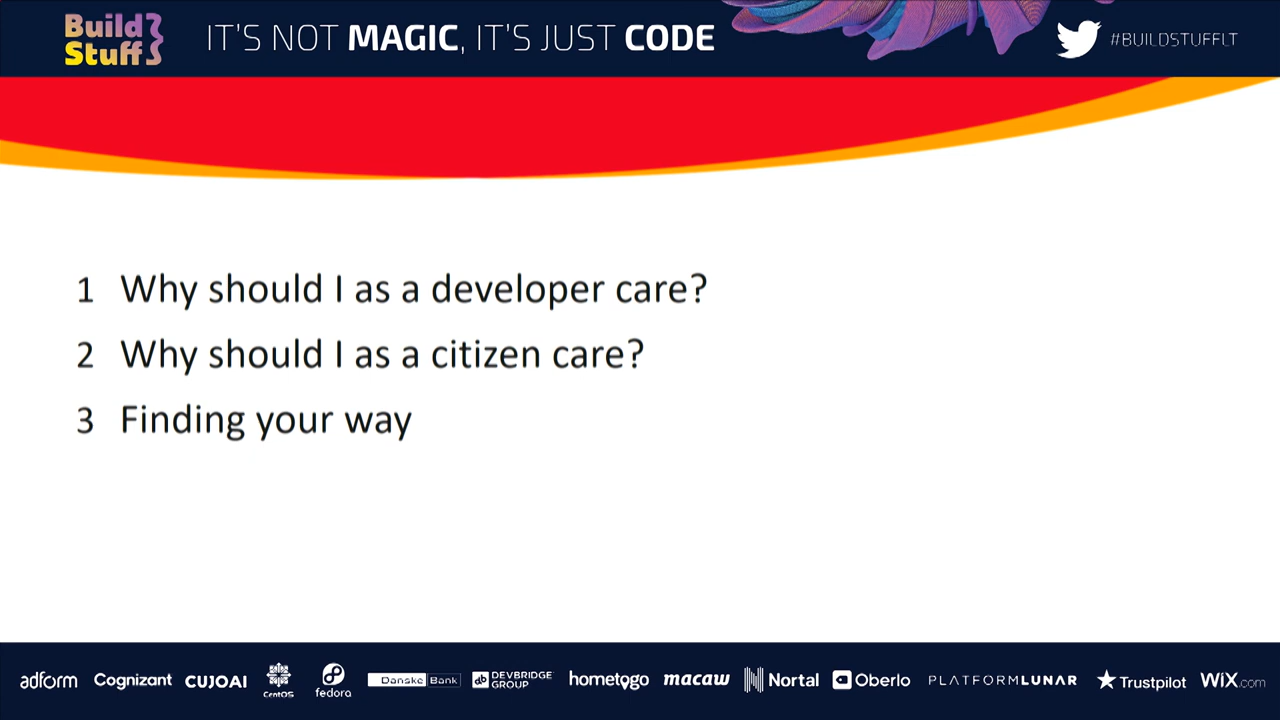 Build
Stuff
IT'S NOT MAGIC, IT'S JUST CODE
#BUILDSTUFFLT
1 Why should I as a developer care?
2 Why should I as a citizen care?
3 Finding your way
adform Cognizant CUJOAI CentOS fedora Danske Bank DEVBRIDGE GROUP hometogo macaw Nortal Oberlo PLATFORMLUNAR Trustpilot WiX.com